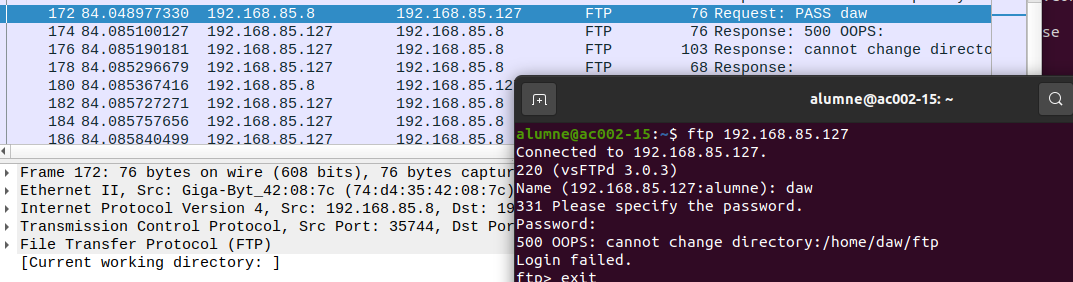 172 84.048977330 192.168.85.8 192.168.85.127 FTP 76 Request: PASS daw
174 84.085100127 192.168.85.127 192.168.85.8 FTP 76 Response: 500 OOPS:
se
176 84.085190181 192.168.85.127 192.168.85.8 FTP 103 Response: cannot change directo
178 84.085296679 192.168.85.127 192.168.85.8 FTP 68 Response:
180 84.085367416 192.168.85.8 192.168.85.12
182 84.085727271 192.168.85.127 192.168.85.8
184 84.085757656 192.168.85.127 192.168.85.8
186 84.085840499 192.168.85.127 192.168.85.8
Frame 172: 76 bytes on wire (608 bits), 76 bytes captur
Ethernet II, Src: Giga-Byt_42:08:7c (74:d4:35:42:08:7c)
Internet Protocol Version 4, Src: 192.168.85.8, Dst: 19
Transmission Control Protocol, Src Port: 35744, Dst Por
File Transfer Protocol (FTP)
[Current working directory: ]
alumne@ac002-15: ~
alumne@ac002-15:~$ ftp 192.168.85.127
Connected to 192.168.85.127.
220 (vsFTPd 3.0.3)
Name (192.168.85.127:alumne): daw
331 Please specify the password.
Password:
500 OOPS: cannot change directory:/home/daw/ftp
Login failed.
ftp> exit